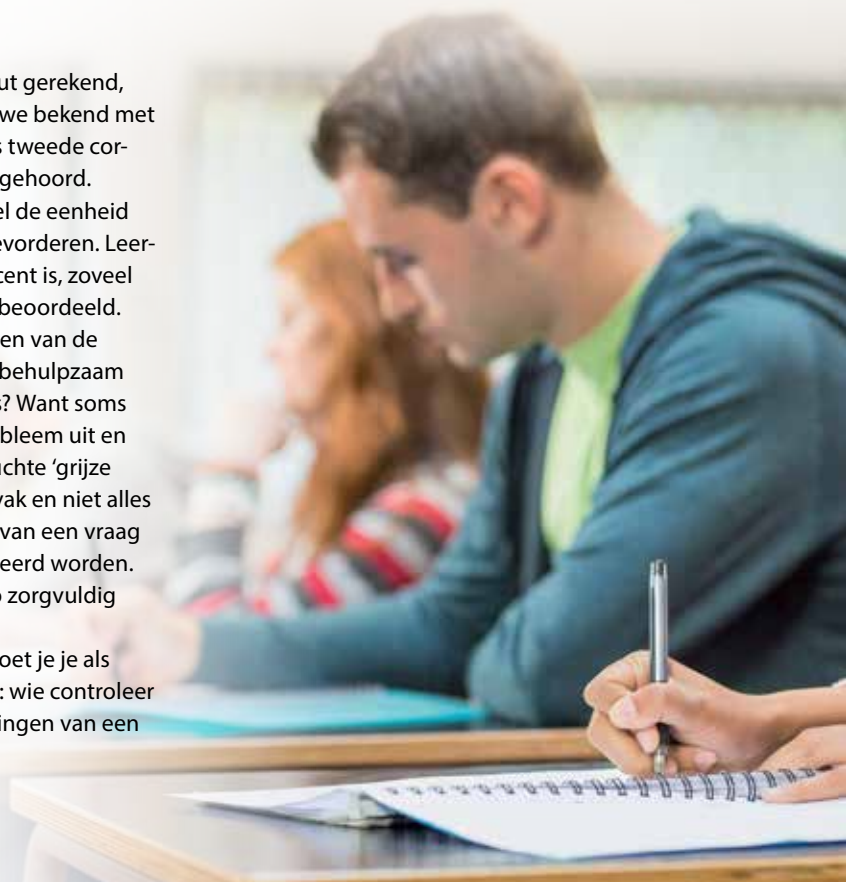 ut gerekend,
we bekend met
s tweede cor-
gehoord.
el de eenheid
evorderen. Leer-
cent is, zoveel
beoordeeld.
en van de
behulpzaam
s? Want soms
bleem uit en
chte ‘grijze
vak en niet alles
van een vraag
eerd worden.
o zorgvuldig
oet je je als
: wie controleer
ingen van een